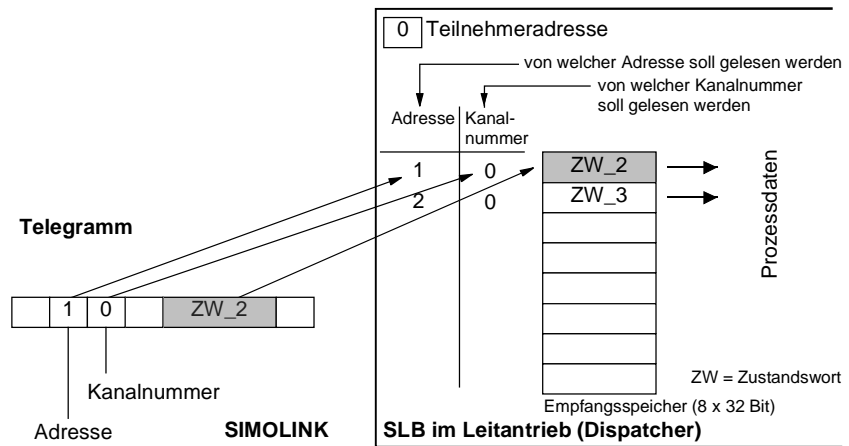 0 Teilnehmeradresse
von welcher Adresse soll gelesen werden
von welcher Kanalnummer
soll gelesen werden
Adresse
Kanal-
nummer
1 0 ZW_2
2 0 ZW_3
Prozessdaten
Telegramm
1 0 ZW_2
Kanalnummer
Adresse
SIMOLINK
ZW = Zustandswort
Empfangsspeicher (8 x 32 Bit)
SLB im Leitantrieb (Dispatcher)